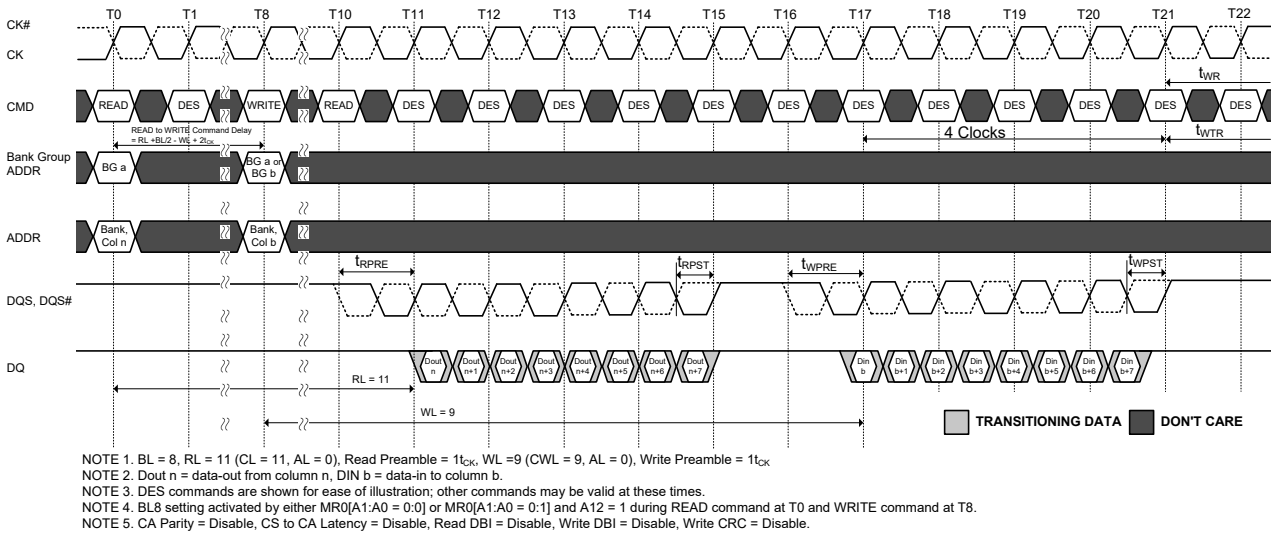 T0 T1 T8 T10 T11 T12 T13 T14 T15 T16 T17 T18 T19 T20 T21 T22
CK#
CK
tWR
CMD READ DES WRITE READ DES DES DES DES DES DES DES DES DES DES DES DES
READ to WRITE Command Delay
= RL +BL/2 - WL + 2tCK
4 Clocks
tWTR
Bank Group
ADDR
BG a
BG a or
BG b
ADDR
Bank,
Col n
Bank,
Col b
tRPRE tRPST tWPRE tWPST
DQS, DQS#
DQ
Dout n
Dout n+1
Dout n+2
Dout n+3
Dout n+4
Dout n+5
Dout n+6
Dout n+7
Din b
Din b+1
Din b+2
Din b+3
Din b+4
Din b+5
Din b+6
Din b+7
RL = 11
WL = 9
TRANSITIONING DATA DON'T CARE
NOTE 1. BL = 8, RL = 11 (CL = 11, AL = 0), Read Preamble = 1tCK, WL =9 (CWL = 9, AL = 0), Write Preamble = 1tCK
NOTE 2. Dout n = data-out from column n, DIN b = data-in to column b.
NOTE 3. DES commands are shown for ease of illustration; other commands may be valid at these times.
NOTE 4. BL8 setting activated by either MR0[A1:A0 = 0:0] or MR0[A1:A0 = 0:1] and A12 = 1 during READ command at T0 and WRITE command at T8.
NOTE 5. CA Parity = Disable, CS to CA Latency = Disable, Read DBI = Disable, Write DBI = Disable, Write CRC = Disable.